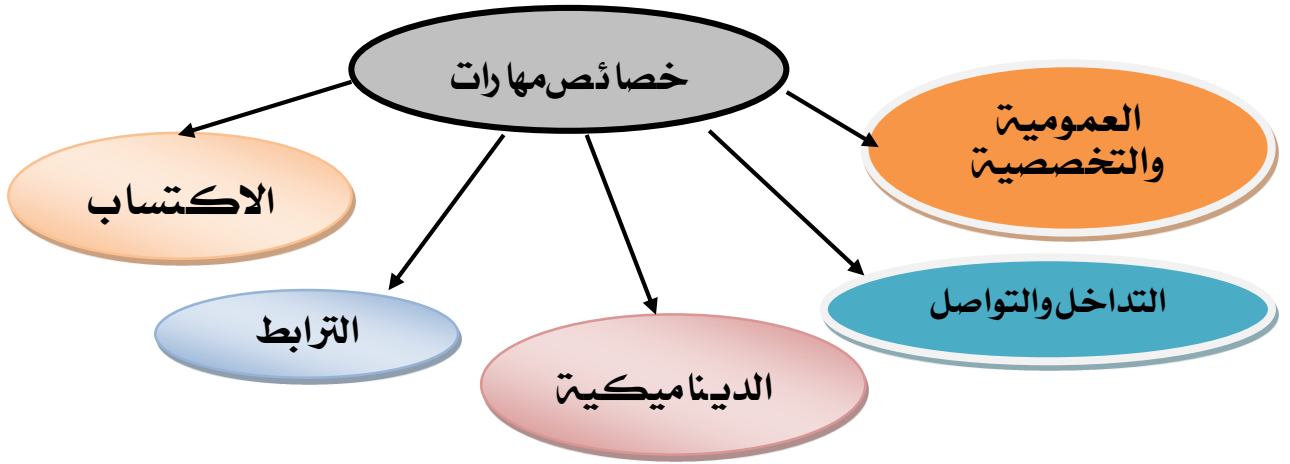 خصائص مهارات
العمومية
والتخصصية
التداخل والتواصل
الديناميكية
الترابط
الاكتساب